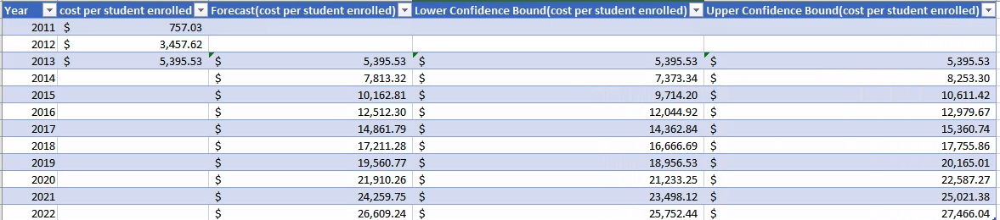 Year cost per student enrolled Forecast(cost per student enrolled) Lower Confidence Bound(cost per student enrolled) Upper Confidence Bound(cost per student enrolled)
2011 $ 757.03
2012 $ 3,457.62
2013 $ 5,395.53 $ 5,395.53 $ 5,395.53 $ 5,395.53
2014 $ 7,813.32 $ 7,373.34 $ 8,253.30
2015 $ 10,162.81 $ 9,714.20 $ 10,611.42
2016 $ 12,512.30 $ 12,044.92 $ 12,979.67
2017 $ 14,861.79 $ 14,362.84 $ 15,360.74
2018 $ 17,211.28 $ 16,666.69 $ 17,755.86
2019 $ 19,560.77 $ 18,956.53 $ 20,165.01
2020 $ 21,910.26 $ 21,233.25 $ 22,587.27
2021 $ 24,259.75 $ 23,498.12 $ 25,021.38
2022 $ 26,609.24 $ 25,752.44 $ 27,466.04